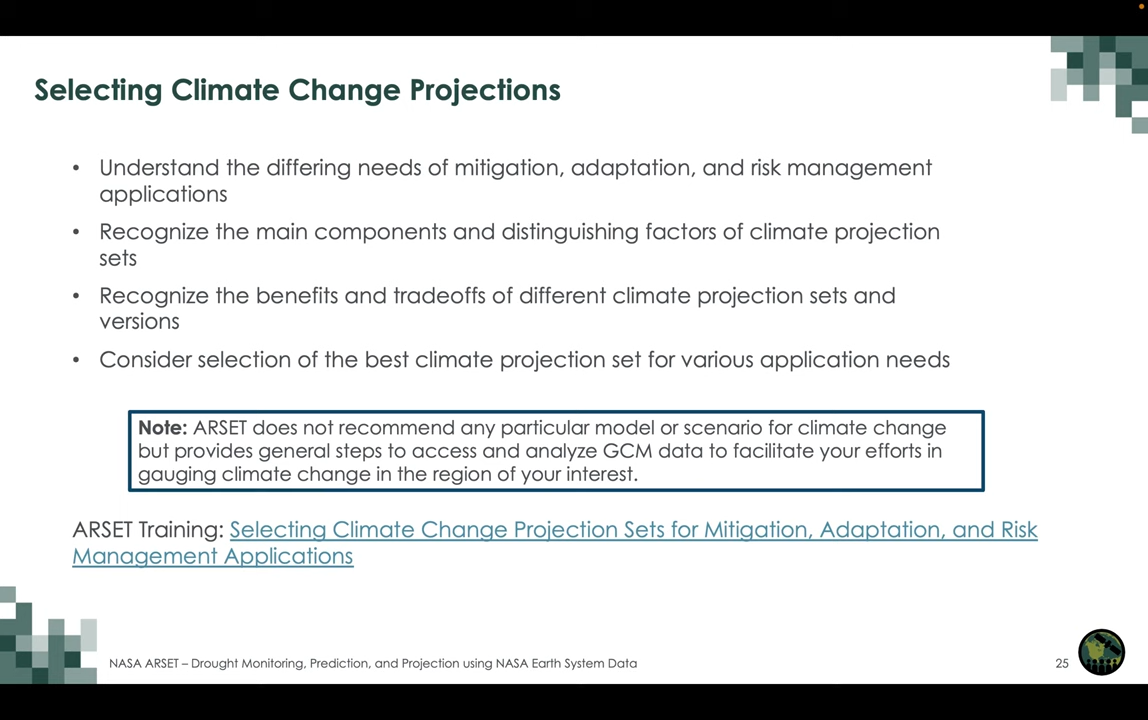 Selecting Climate Change Projections
• Understand the differing needs of mitigation, adaptation, and risk management
applications
• Recognize the main components and distinguishing factors of climate projection
sets
• Recognize the benefits and tradeoffs of different climate projection sets and
versions
• Consider selection of the best climate projection set for various application needs
Note: ARSET does not recommend any particular model or scenario for climate change
but provides general steps to access and analyze GCM data to facilitate your efforts in
gauging climate change in the region of your interest.
ARSET Training: Selecting Climate Change Projection Sets for Mitigation, Adaptation, and Risk
Management Applications
NASA ARSET – Drought Monitoring, Prediction, and Projection using NASA Earth System Data
25